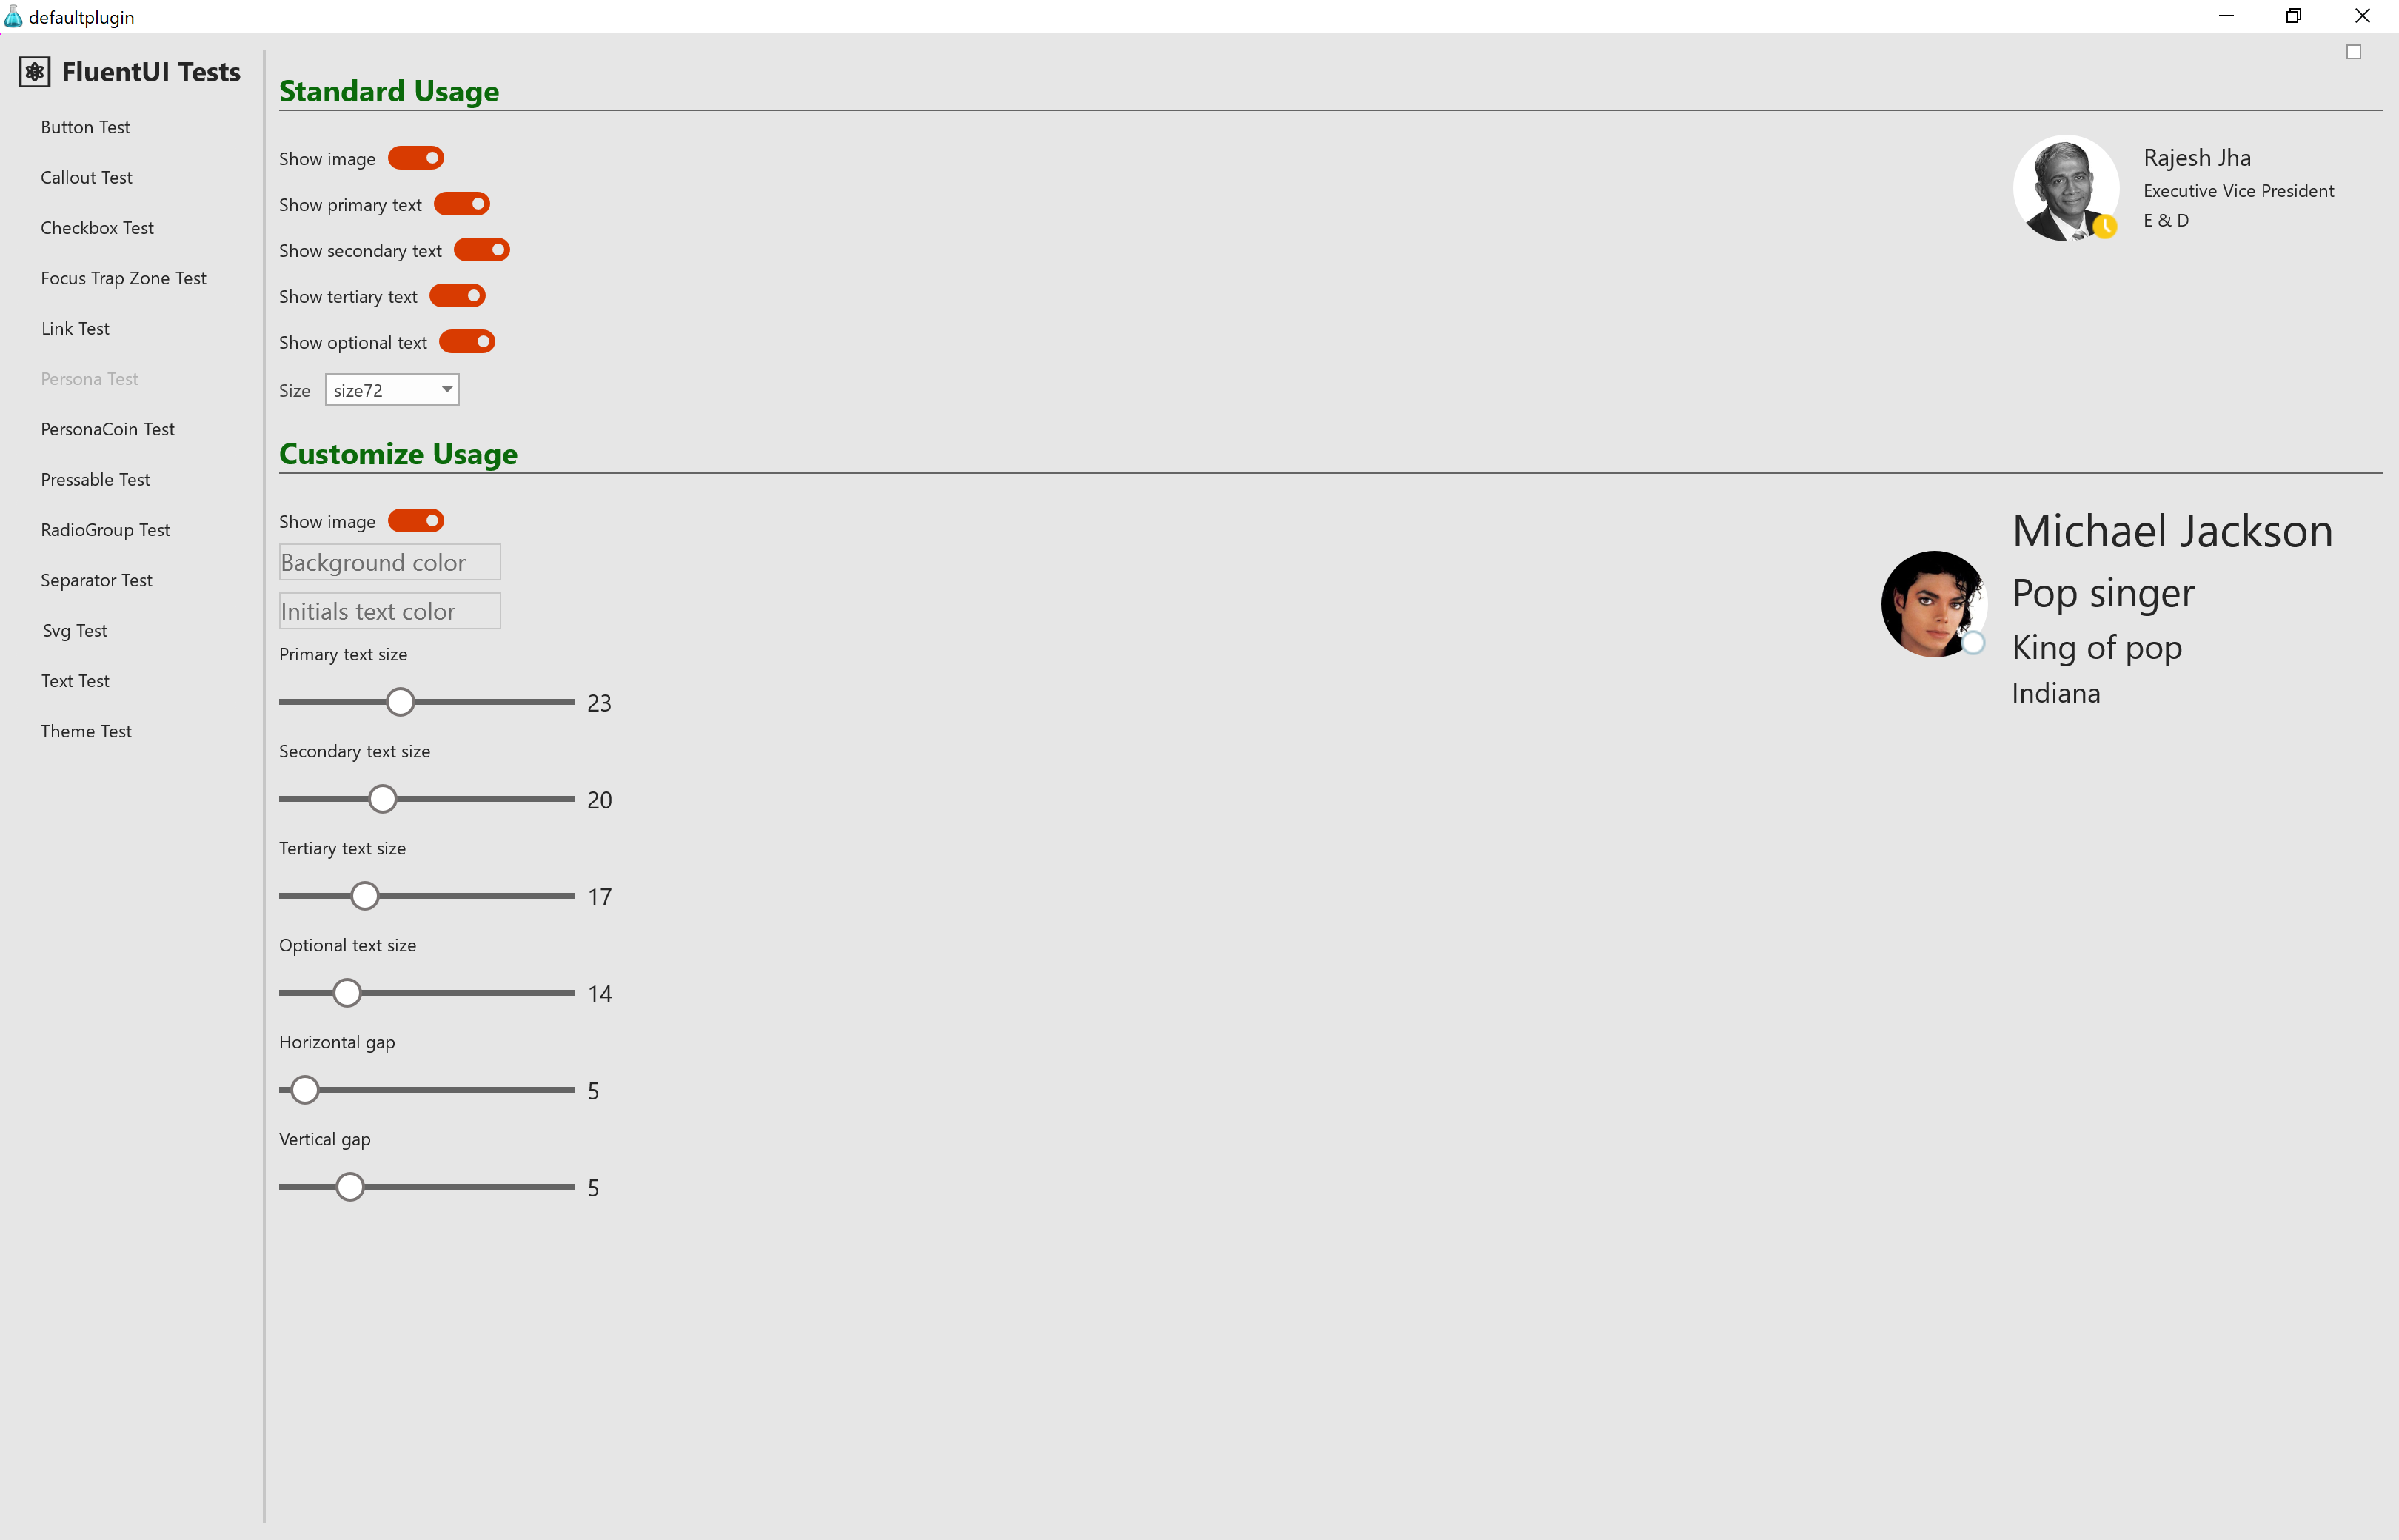 defaultplugin
FluentUI Tests
Button Test
Callout Test
Checkbox Test
Focus Trap Zone Test
Link Test
Persona Test
PersonaCoin Test
Pressable Test
RadioGroup Test
Separator Test
Svg Test
Text Test
Theme Test
Standard Usage
Show image
Show primary text
Show secondary text
Show tertiary text
Show optional text
Size size72
Rajesh Jha
Executive Vice President
E & D
Customize Usage
Show image
Background color
Initials text color
Primary text size
23
Secondary text size
20
Tertiary text size
17
Optional text size
14
Horizontal gap
5
Vertical gap
5
Michael Jackson
Pop singer
King of pop
Indiana